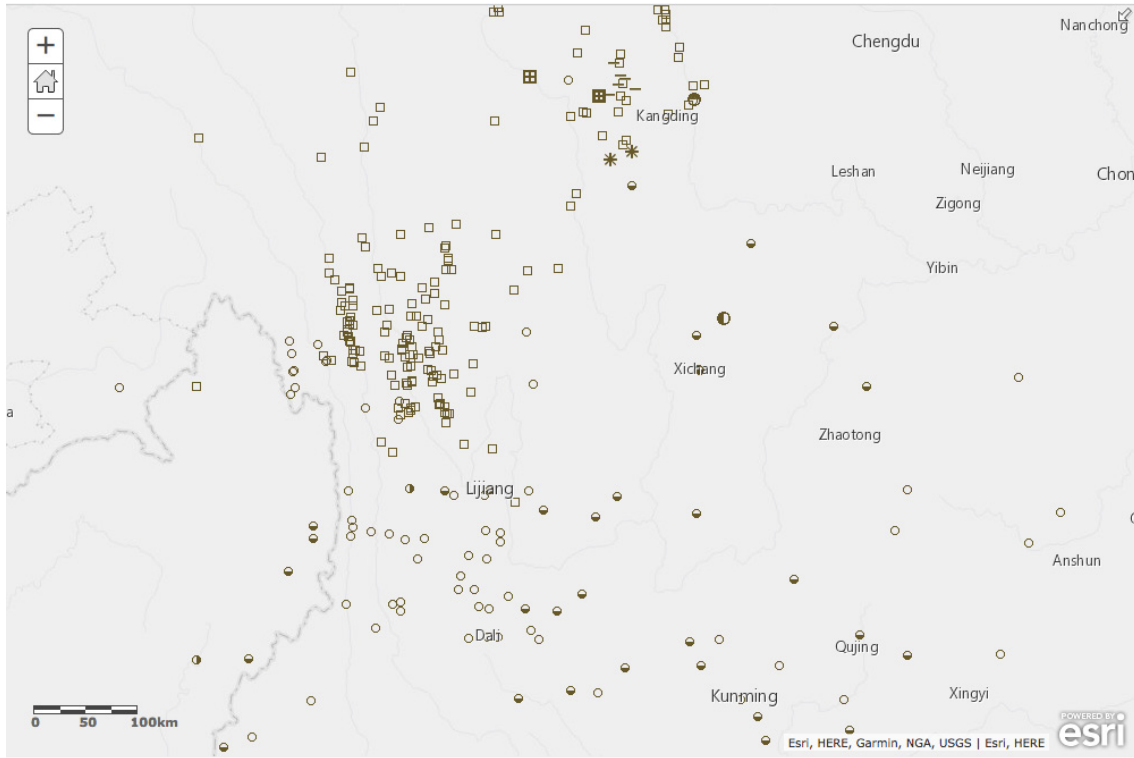 Nanchong
Chengdu
+
−
Kangding
Leshan
Neijiang
Chon
Zigong
Yibin
Xichang
a
Zhaotong
Lijiang
Anshun
Dali
Qujing
Kunming
Xingyi
0 50 100km
POWERED BY
esri
Esri, HERE, Garmin, NGA, USGS | Esri, HERE